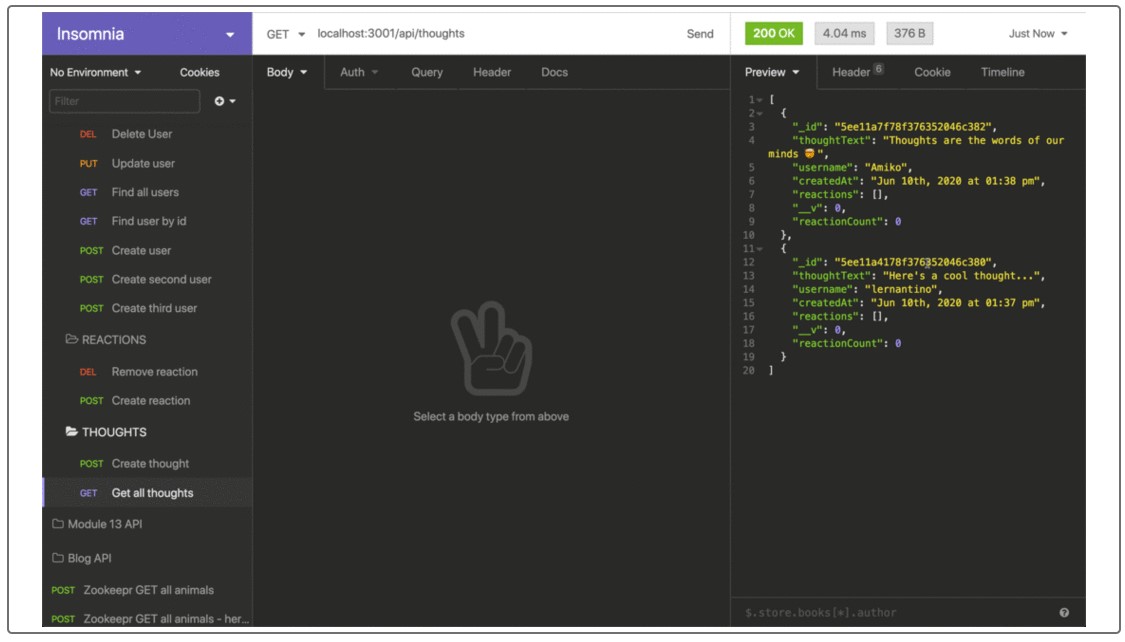 Insomnia
GET localhost:3001/api/thoughts Send
200 OK 4.04 ms 376 B Just Now
No Environment Cookies
Body Auth Query Header Docs
Preview Header 6 Cookie Timeline
Filter
DEL Delete User
PUT Update user
GET Find all users
GET Find user by id
POST Create user
POST Create second user
POST Create third user
REACTIONS
DEL Remove reaction
POST Create reaction
THOUGHTS
POST Create thought
GET Get all thoughts
Module 13 API
Blog API
POST Zookeepr GET all animals
POST Zookeepr GET all animals - her...
Select a body type from above
1 [
2 {
3 "_id": "5ee11a7f78f376352046c382",
4 "thoughtText": "Thoughts are the words of our
minds 🤯",
5 "username": "Amiko",
6 "createdAt": "Jun 10th, 2020 at 01:38 pm",
7 "reactions": [],
8 "__v": 0,
9 "reactionCount": 0
10 },
11 {
12 "_id": "5ee11a4178f376352046c380",
13 "thoughtText": "Here's a cool thought...",
14 "username": "lernantino",
15 "createdAt": "Jun 10th, 2020 at 01:37 pm",
16 "reactions": [],
17 "__v": 0,
18 "reactionCount": 0
19 }
20 ]
$.store.books[*].author